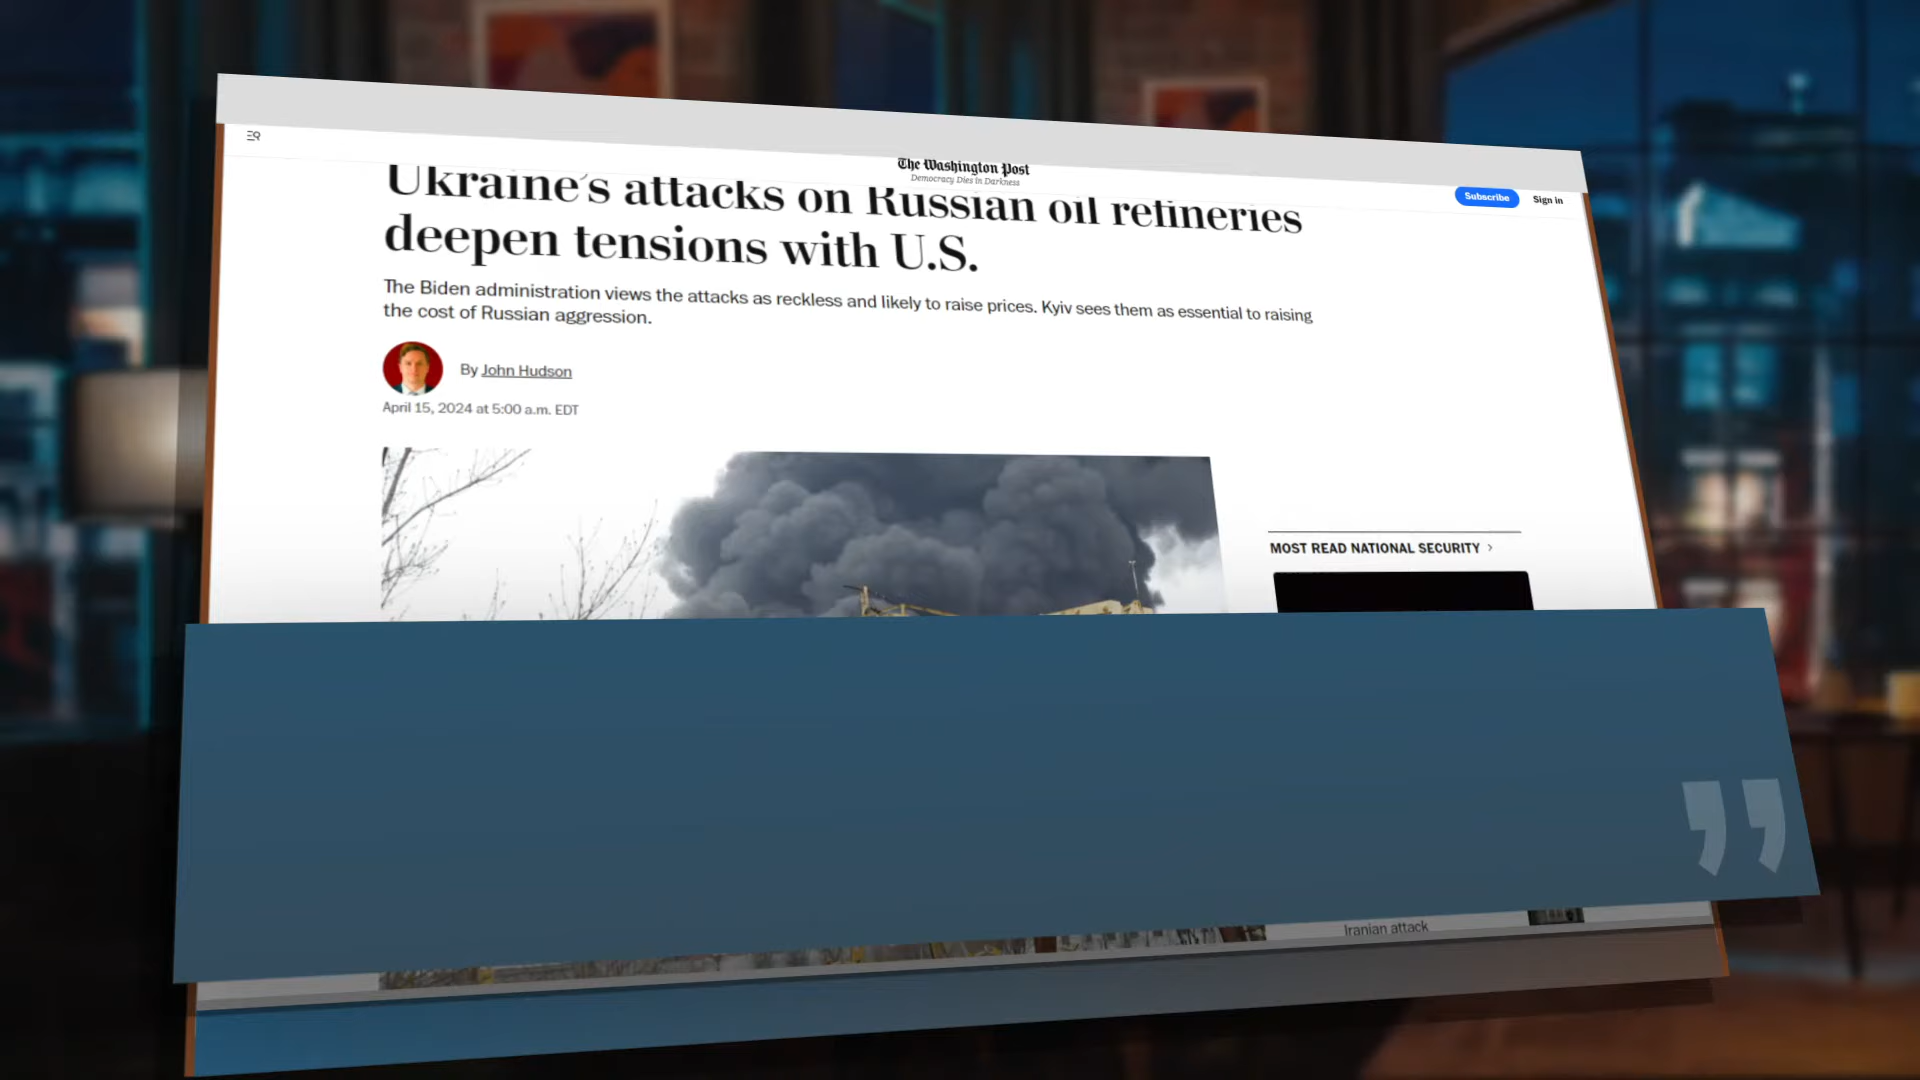 The Washington Post
Democracy Dies in Darkness
Subscribe
Sign in
Ukraine's attacks on Russian oil refineries
deepen tensions with U.S.
The Biden administration views the attacks as reckless and likely to raise prices. Kyiv sees them as essential to raising
the cost of Russian aggression.
By John Hudson
April 15, 2024 at 5:00 a.m. EDT
MOST READ NATIONAL SECURITY >
Iranian attack
”